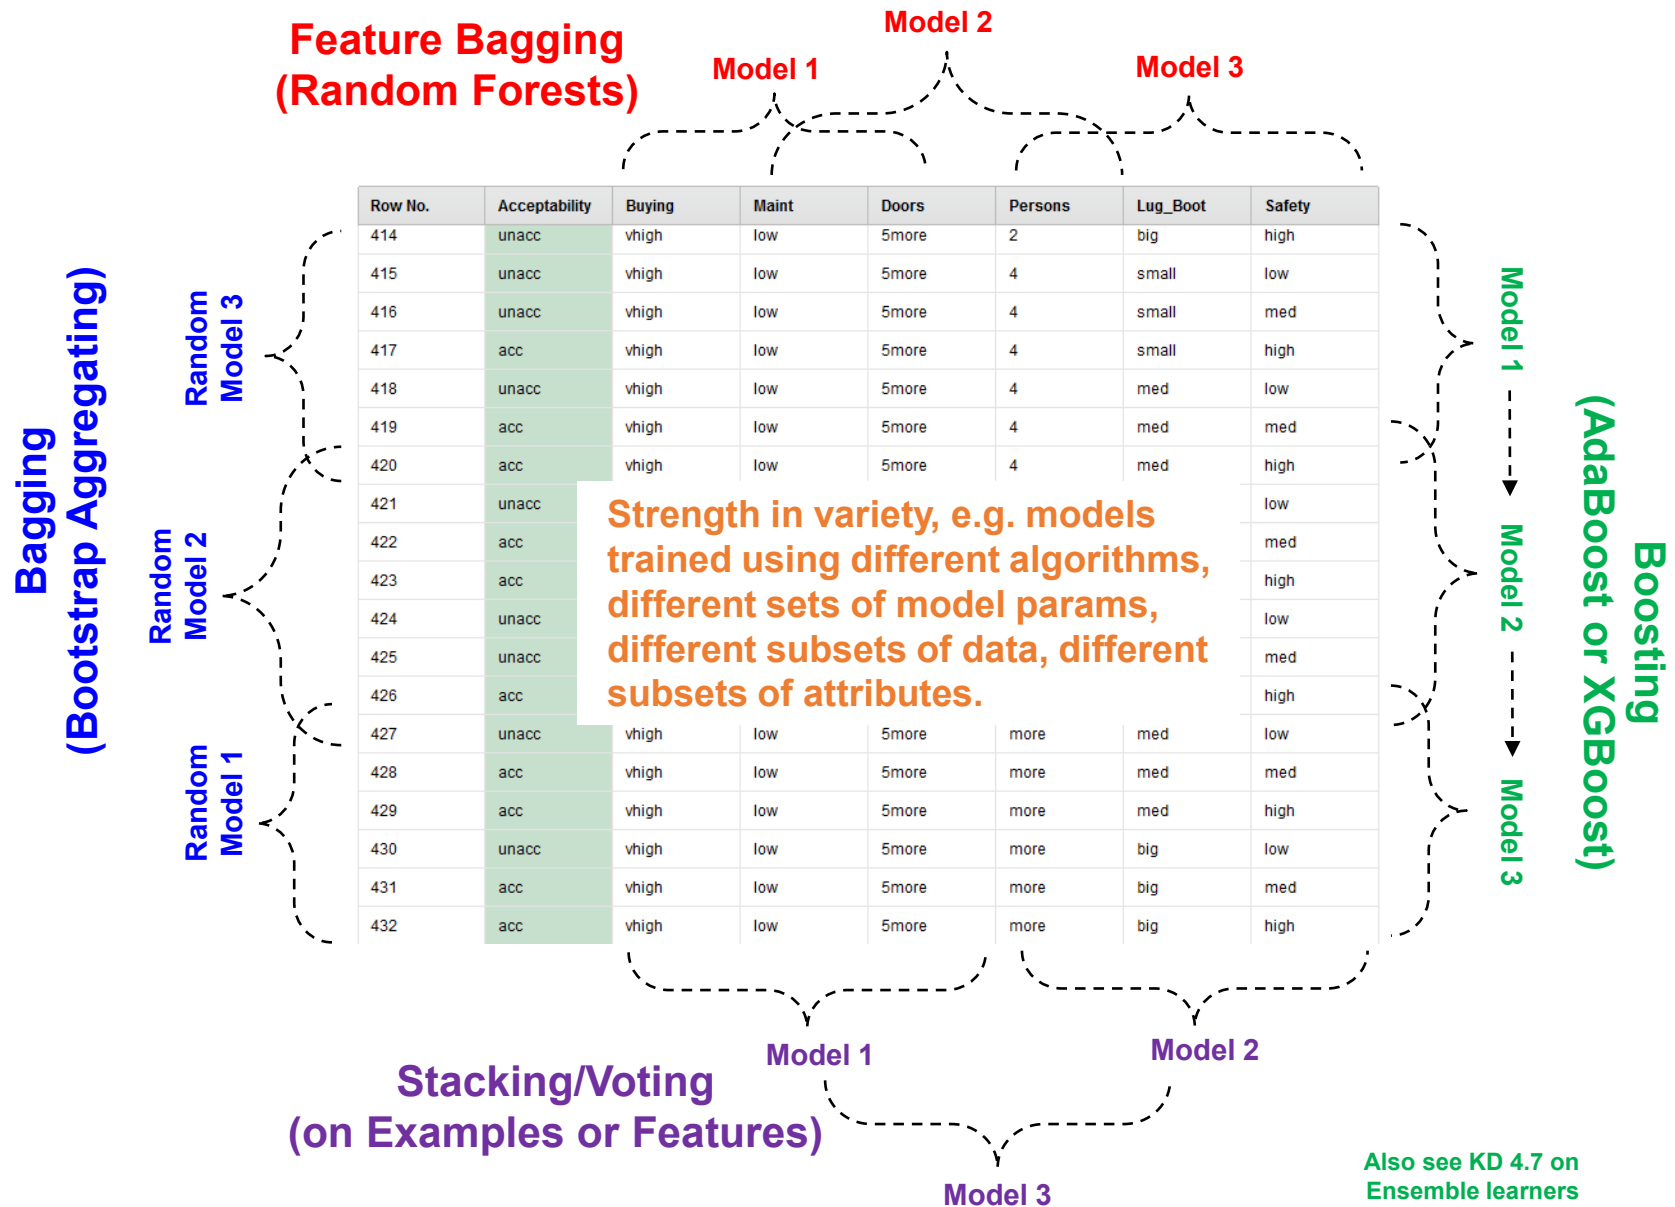 Feature Bagging
(Random Forests)
Model 1
Model 2
Model 3
Bagging
(Bootstrap Aggregating)
Random
Model 3
Random
Model 2
Random
Model 1
Row No. Acceptability Buying Maint Doors Persons Lug_Boot Safety
414 unacc vhigh low 5more 2 big high
415 unacc vhigh low 5more 4 small low
416 unacc vhigh low 5more 4 small med
417 acc vhigh low 5more 4 small high
418 unacc vhigh low 5more 4 med low
419 acc vhigh low 5more 4 med med
420 acc vhigh low 5more 4 med high
421 unacc low
422 acc med
423 acc high
424 unacc low
425 unacc med
426 acc high
427 unacc vhigh low 5more more med low
428 acc vhigh low 5more more med med
429 acc vhigh low 5more more med high
430 unacc vhigh low 5more more big low
431 acc vhigh low 5more more big med
432 acc vhigh low 5more more big high
Strength in variety, e.g. models
trained using different algorithms,
different sets of model params,
different subsets of data, different
subsets of attributes.
Model 1
Model 2
Model 3
Boosting
(AdaBoost or XGBoost)
Model 1
Model 2
Stacking/Voting
(on Examples or Features)
Model 3
Also see KD 4.7 on
Ensemble learners